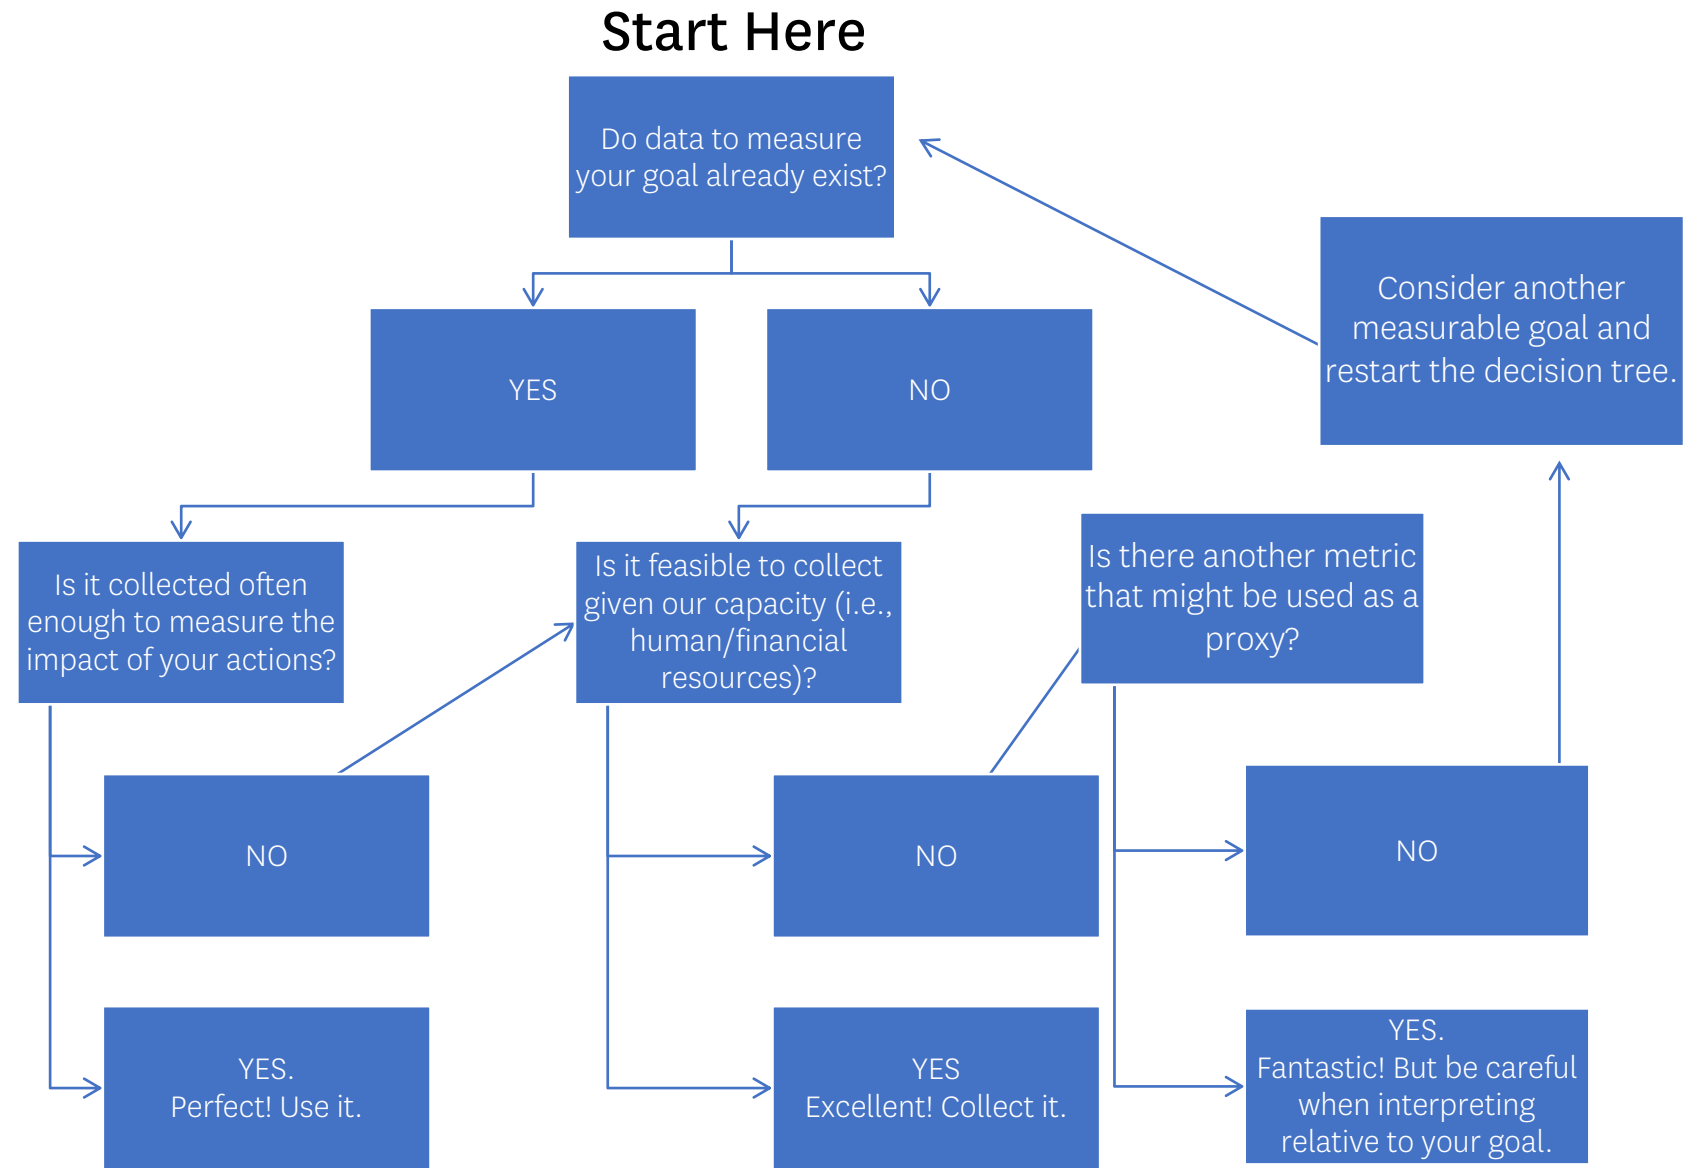 Start Here
Do data to measure
your goal already exist?
Consider another
measurable goal and
restart the decision tree.
YES
NO
Is it collected often
enough to measure the
impact of your actions?
Is it feasible to collect
given our capacity (i.e.,
human/financial
resources)?
Is there another metric
that might be used as a
proxy?
NO
NO
NO
YES.
Perfect! Use it.
YES
Excellent! Collect it.
YES.
Fantastic! But be careful
when interpreting
relative to your goal.